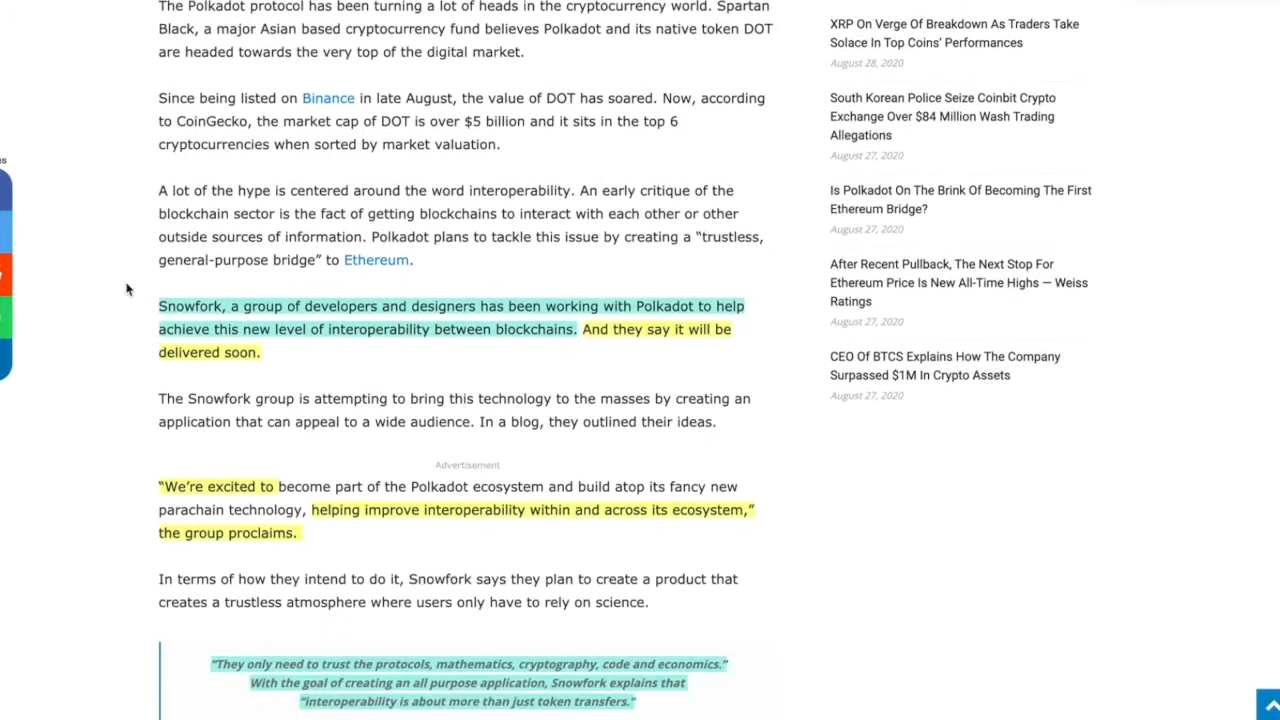 The Polkadot protocol has been turning a lot of heads in the cryptocurrency world. Spartan
Black, a major Asian based cryptocurrency fund believes Polkadot and its native token DOT
are headed towards the very top of the digital market.
Since being listed on Binance in late August, the value of DOT has soared. Now, according
to CoinGecko, the market cap of DOT is over $5 billion and it sits in the top 6
cryptocurrencies when sorted by market valuation.
A lot of the hype is centered around the word interoperability. An early critique of the
blockchain sector is the fact of getting blockchains to interact with each other or other
outside sources of information. Polkadot plans to tackle this issue by creating a “trustless,
general-purpose bridge” to Ethereum.
Snowfork, a group of developers and designers has been working with Polkadot to help
achieve this new level of interoperability between blockchains. And they say it will be
delivered soon.
The Snowfork group is attempting to bring this technology to the masses by creating an
application that can appeal to a wide audience. In a blog, they outlined their ideas.
Advertisement
“We’re excited to become part of the Polkadot ecosystem and build atop its fancy new
parachain technology, helping improve interoperability within and across its ecosystem,”
the group proclaims.
In terms of how they intend to do it, Snowfork says they plan to create a product that
creates a trustless atmosphere where users only have to rely on science.
“They only need to trust the protocols, mathematics, cryptography, code and economics.”
With the goal of creating an all purpose application, Snowfork explains that
“interoperability is about more than just token transfers.”
XRP On Verge Of Breakdown As Traders Take
Solace In Top Coins’ Performances
August 28, 2020
South Korean Police Seize Coinbit Crypto
Exchange Over $84 Million Wash Trading
Allegations
August 27, 2020
Is Polkadot On The Brink Of Becoming The First
Ethereum Bridge?
August 27, 2020
After Recent Pullback, The Next Stop For
Ethereum Price Is New All-Time Highs — Weiss
Ratings
August 27, 2020
CEO Of BTCS Explains How The Company
Surpassed $1M In Crypto Assets
August 27, 2020